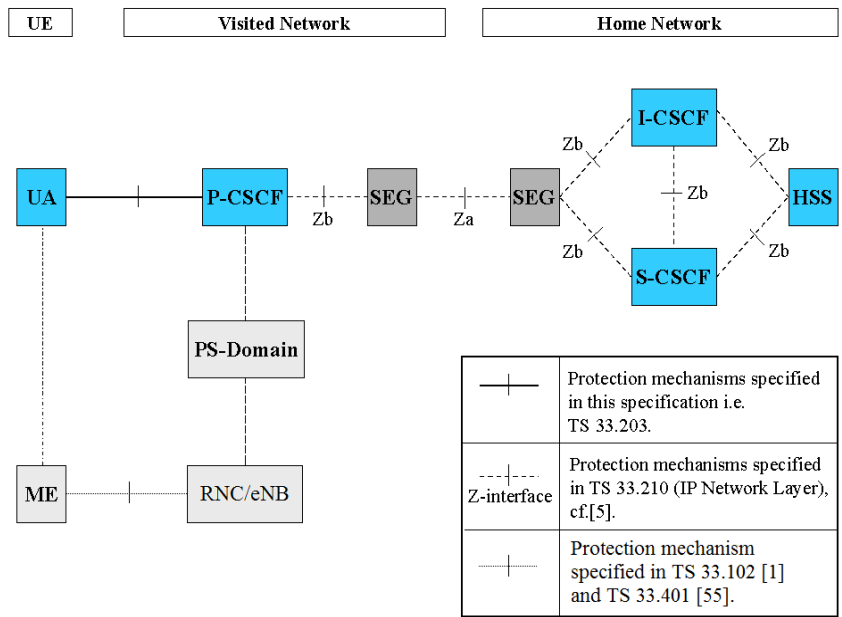 UE
Visited Network
Home Network
I-CSCF
Zb
Zb
UA
P-CSCF
SEG
SEG
Zb
HSS
Zb
Za
Zb
Zb
S-CSCF
PS-Domain
ME
RNC/eNB
Protection mechanisms specified
in this specification i.e.
TS 33.203.
Z-interface
Protection mechanisms specified
in TS 33.210 (IP Network Layer),
cf.[5].
Protection mechanism
specified in TS 33.102 [1]
and TS 33.401 [55].